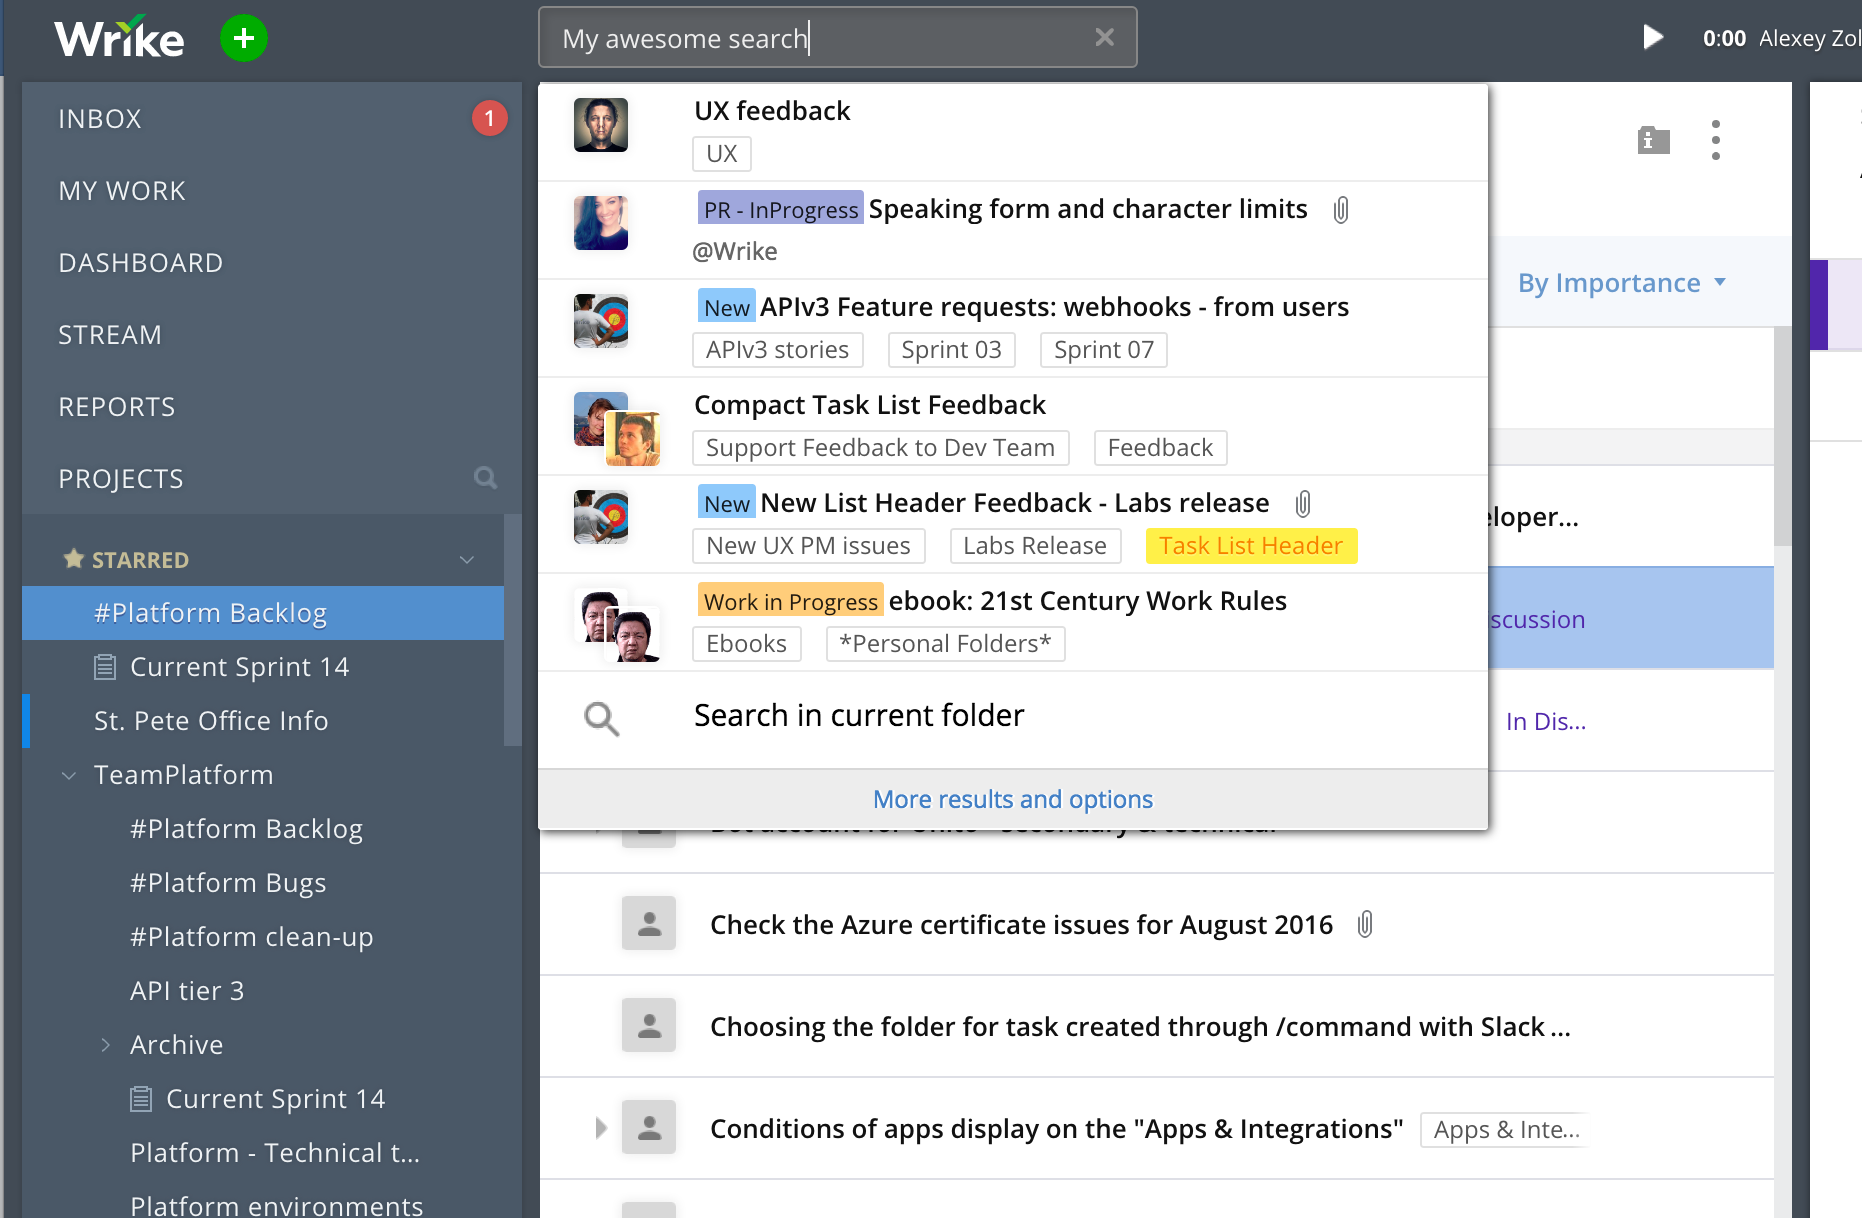 Wrike
+
My awesome search
0:00 Alexey Zol
INBOX
1
MY WORK
DASHBOARD
STREAM
REPORTS
PROJECTS
STARRED
#Platform Backlog
Current Sprint 14
St. Pete Office Info
TeamPlatform
#Platform Backlog
#Platform Bugs
#Platform clean-up
API tier 3
Archive
Current Sprint 14
Platform - Technical t...
Platform environments
UX feedback
UX
PR - InProgress Speaking form and character limits
@Wrike
New APIv3 Feature requests: webhooks - from users
APIv3 stories Sprint 03 Sprint 07
Compact Task List Feedback
Support Feedback to Dev Team Feedback
New New List Header Feedback - Labs release
New UX PM issues Labs Release Task List Header
Work in Progress ebook: 21st Century Work Rules
Ebooks *Personal Folders*
Search in current folder
More results and options
By Importance
eloper...
scussion
In Dis...
Check the Azure certificate issues for August 2016
Choosing the folder for task created through /command with Slack ...
Conditions of apps display on the "Apps & Integrations" Apps & Inte...